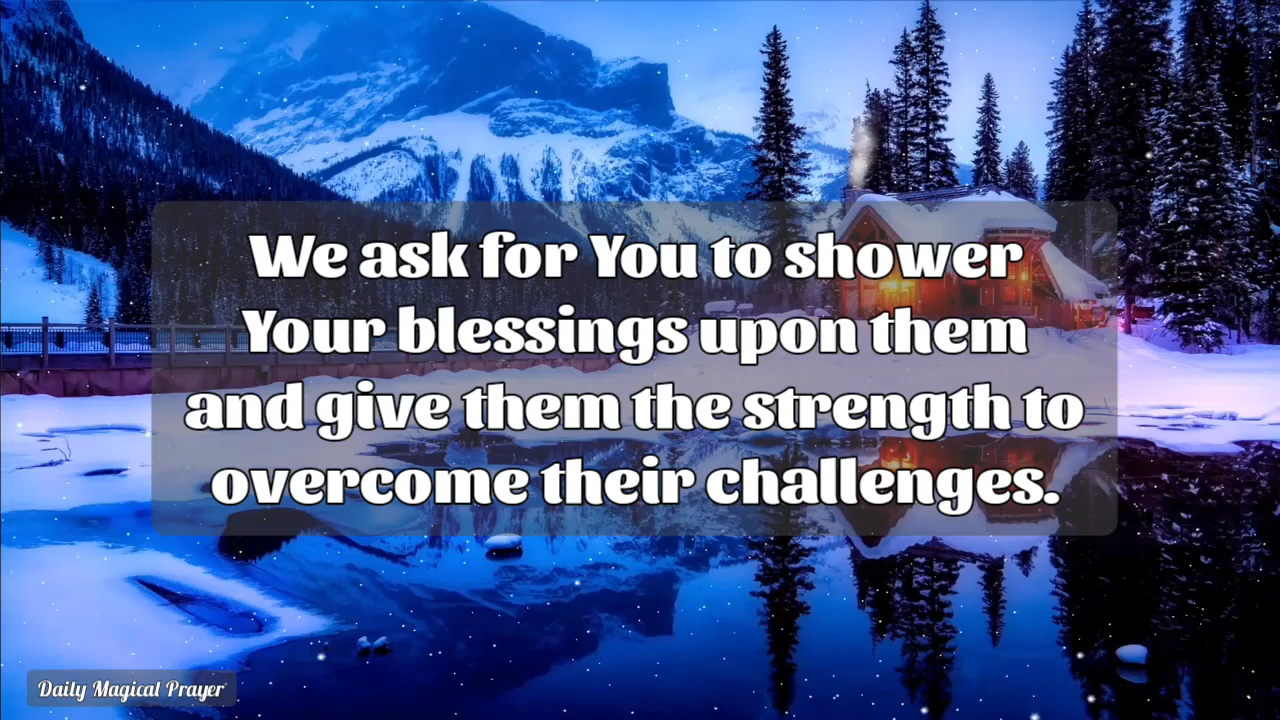 We ask for You to shower
Your blessings upon them
and give them the strength to
overcome their challenges.
Daily Magical Prayer